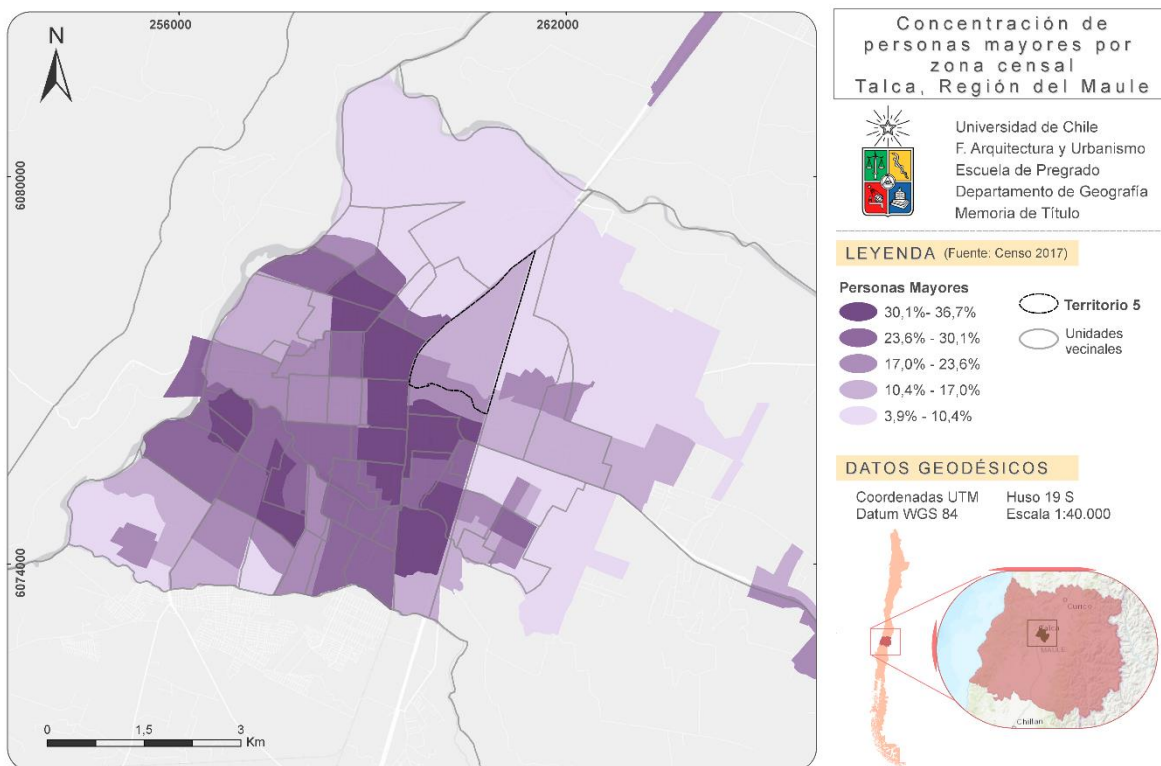 256000
262000
N
6080000
6074000
0
1,5
3
Km
Concentración de
personas mayores por
zona censal
Talca, Región del Maule
Universidad de Chile
F. Arquitectura y Urbanismo
Escuela de Pregrado
Departamento de Geografía
Memoria de Título
LEYENDA (Fuente: Censo 2017)
Personas Mayores
30,1%- 36,7%
23,6% - 30,1%
17,0% - 23,6%
10,4% - 17,0%
3,9% - 10,4%
Territorio 5
Unidades
vecinales
DATOS GEODÉSICOS
Coordenadas UTM
Datum WGS 84
Huso 19 S
Escala 1:40.000
Curico
Talca
MAULE
Chillan